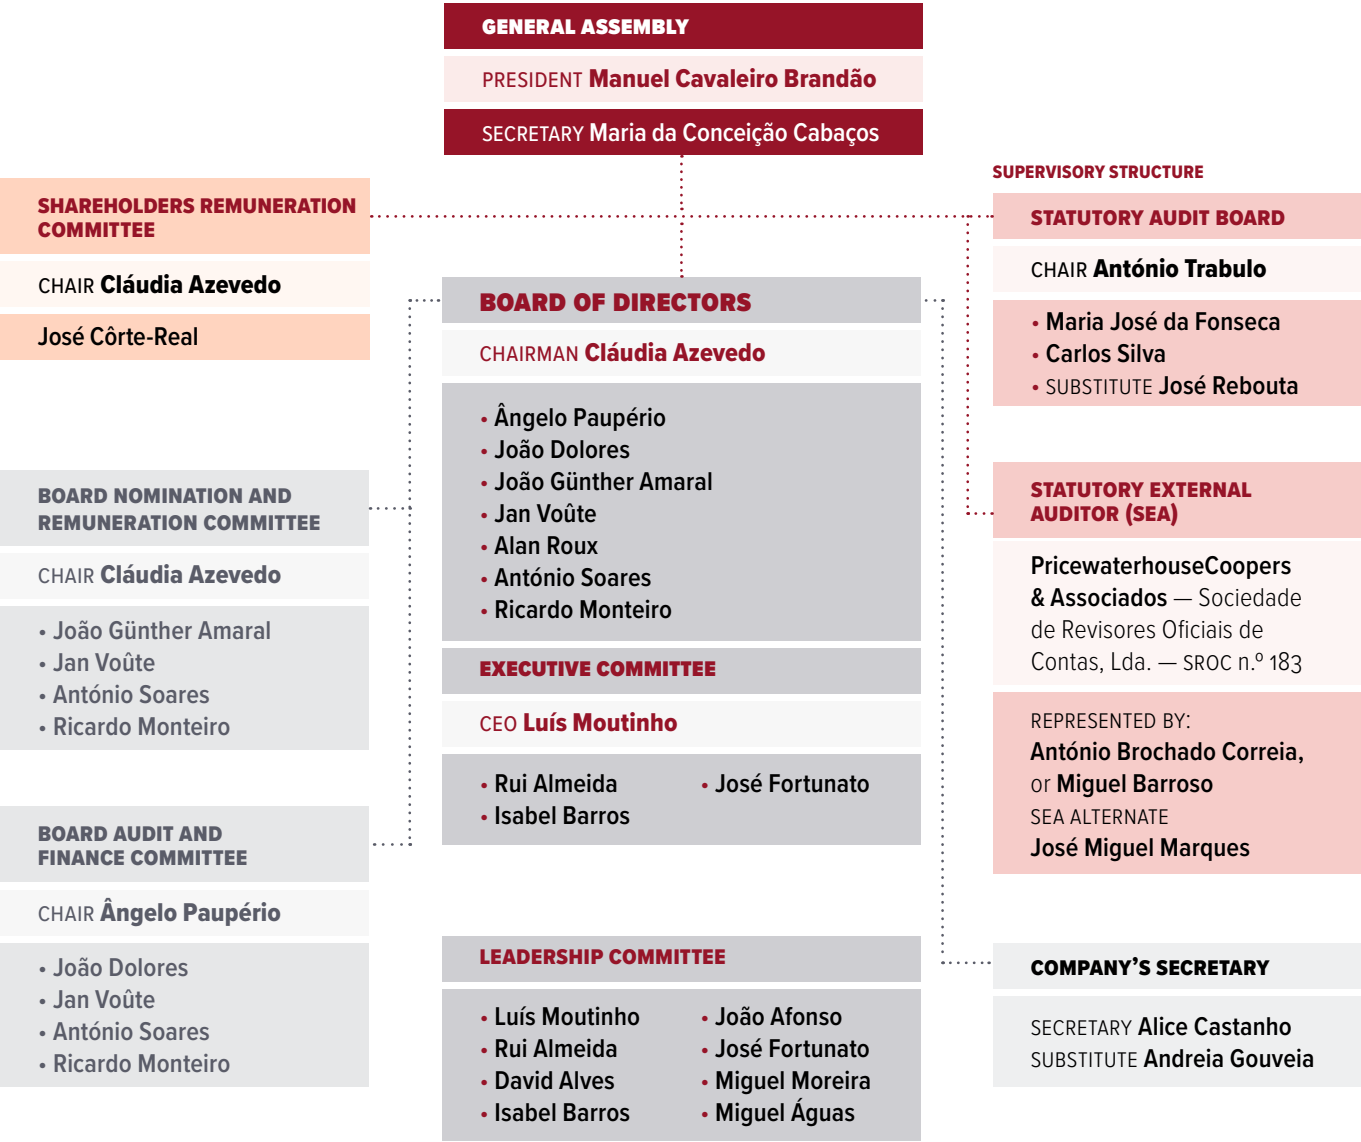 GENERAL ASSEMBLY
PRESIDENT Manuel Cavaleiro Brandão
SECRETARY Maria da Conceição Cabaços
SHAREHOLDERS REMUNERATION
COMMITTEE
CHAIR Cláudia Azevedo
José Côrte-Real
BOARD NOMINATION AND
REMUNERATION COMMITTEE
CHAIR Cláudia Azevedo
• João Günther Amaral
• Jan Voûte
• António Soares
• Ricardo Monteiro
BOARD AUDIT AND
FINANCE COMMITTEE
CHAIR Ângelo Paupério
• João Dolores
• Jan Voûte
• António Soares
• Ricardo Monteiro
BOARD OF DIRECTORS
CHAIRMAN Cláudia Azevedo
• Ângelo Paupério
• João Dolores
• João Günther Amaral
• Jan Voûte
• Alan Roux
• António Soares
• Ricardo Monteiro
EXECUTIVE COMMITTEE
CEO Luís Moutinho
• Rui Almeida
• Isabel Barros
• José Fortunato
LEADERSHIP COMMITTEE
• Luís Moutinho
• Rui Almeida
• David Alves
• Isabel Barros
• João Afonso
• José Fortunato
• Miguel Moreira
• Miguel Águas
SUPERVISORY STRUCTURE
STATUTORY AUDIT BOARD
CHAIR António Trabulo
• Maria José da Fonseca
• Carlos Silva
• SUBSTITUTE José Rebouta
STATUTORY EXTERNAL
AUDITOR (SEA)
PricewaterhouseCoopers
& Associados — Sociedade
de Revisores Oficiais de
Contas, Lda. — SROC n.º 183
REPRESENTED BY:
António Brochado Correia,
or Miguel Barroso
SEA ALTERNATE
José Miguel Marques
COMPANY'S SECRETARY
SECRETARY Alice Castanho
SUBSTITUTE Andreia Gouveia